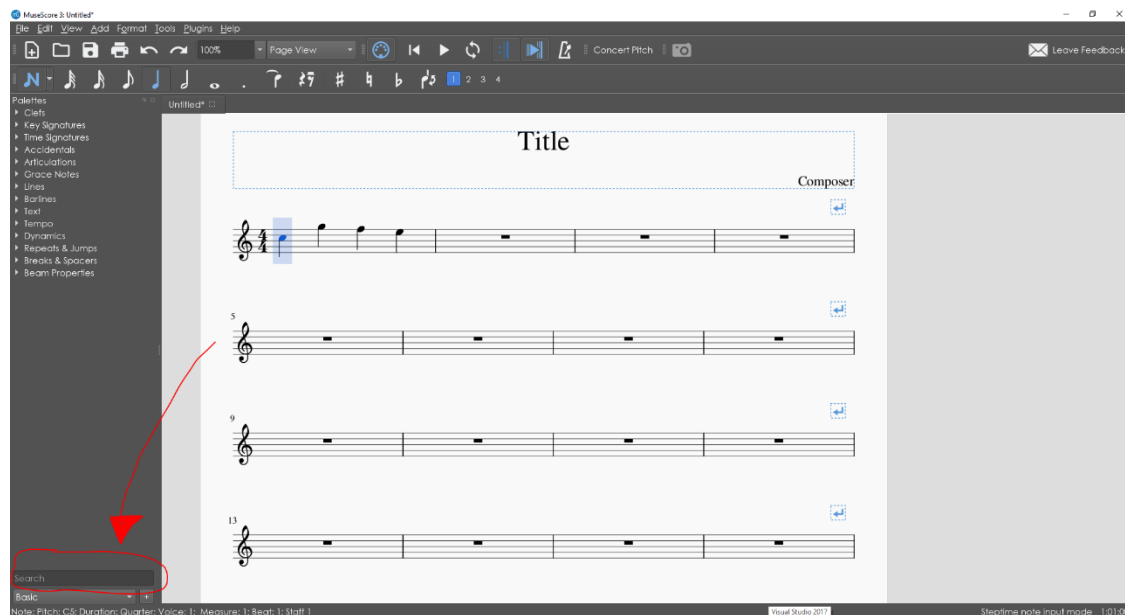 MuseScore 3: Untitled*
File Edit View Add Format Tools Plugins Help
100% Page View Concert Pitch Leave Feedback
N 1 2 3 4
Palettes
Untitled*
Clefs
Key Signatures
Time Signatures
Accidentals
Articulations
Grace Notes
Lines
Barlines
Text
Tempo
Dynamics
Repeats & Jumps
Breaks & Spacers
Beam Properties
Title
Composer
5
9
13
Search
Basic
Note; Pitch: C5; Duration: Quarter; Voice: 1; Measure: 1; Beat: 1; Staff 1
Visual Studio 2017
Steptime note input mode